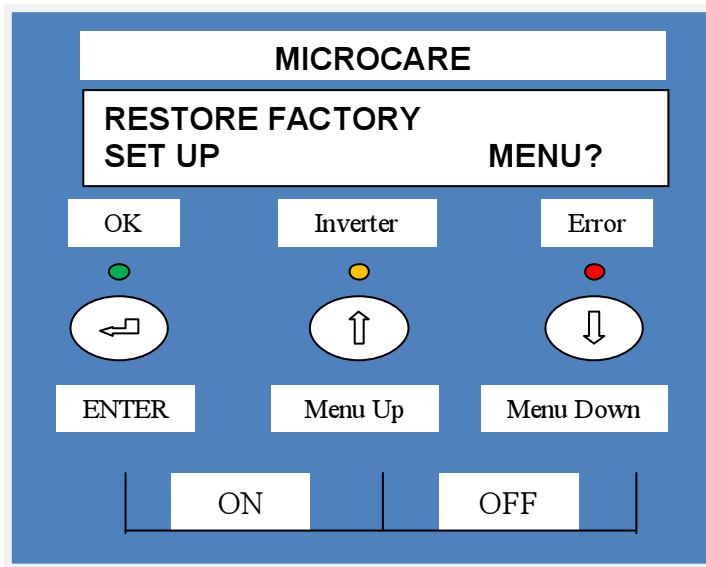 MICROCARE
RESTORE FACTORY
SET UP MENU?
OK Inverter Error
ENTER Menu Up Menu Down
ON OFF